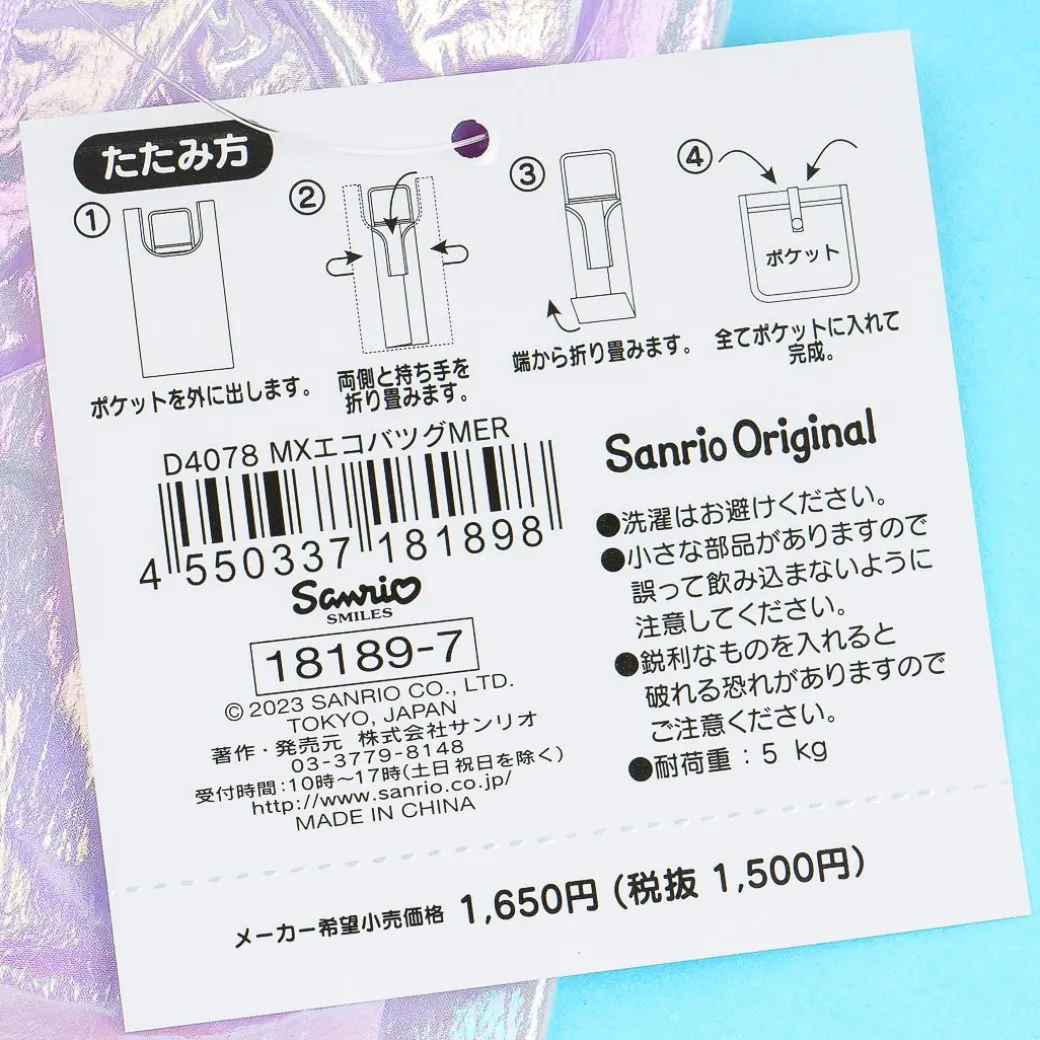 たたみ方
①
ポケットを外に出します。
②
両側と持ち手を
折り畳みます。
③
端から折り畳みます。
④
ポケット
全てポケットに入れて
完成。
D4078 MXエコバツグMER
4 550337 181898
Sanrio
SMILES
18189-7
© 2023 SANRIO CO., LTD.
TOKYO, JAPAN
著作・発売元 株式会社サンリオ
03-3779-8148
受付時間:10時～17時(土日祝日を除く)
http://www.sanrio.co.jp/
MADE IN CHINA
Sanrio Original
●洗濯はお避けください。
●小さな部品がありますので
誤って飲み込まないように
注意してください。
●鋭利なものを入れると
破れる恐れがありますので
ご注意ください。
●耐荷重：5 kg
メーカー希望小売価格 1,650円 (税抜 1,500円)